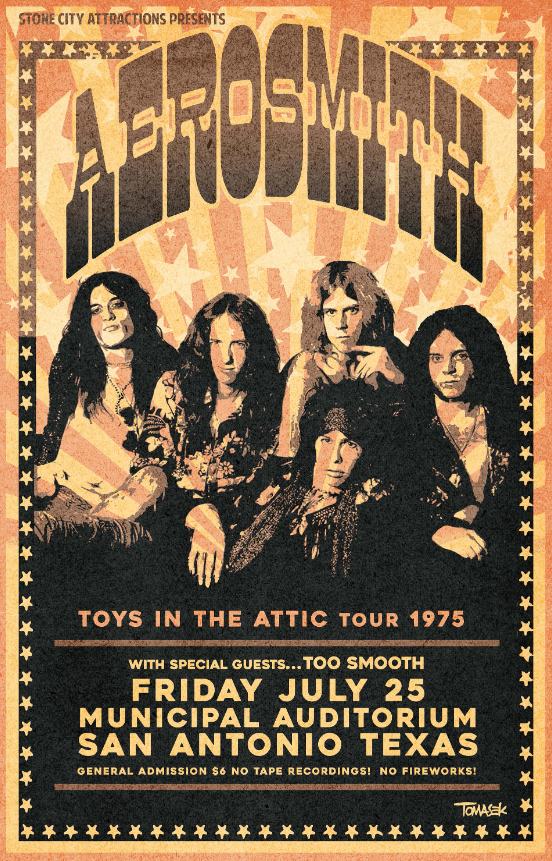 STONE CITY ATTRACTIONS PRESENTS
AEROSMITH
TOYS IN THE ATTIC TOUR 1975
WITH SPECIAL GUESTS...TOO SMOOTH
FRIDAY JULY 25
MUNICIPAL AUDITORIUM
SAN ANTONIO TEXAS
GENERAL ADMISSION $6 NO TAPE RECORDINGS! NO FIREWORKS!
TOMASEK